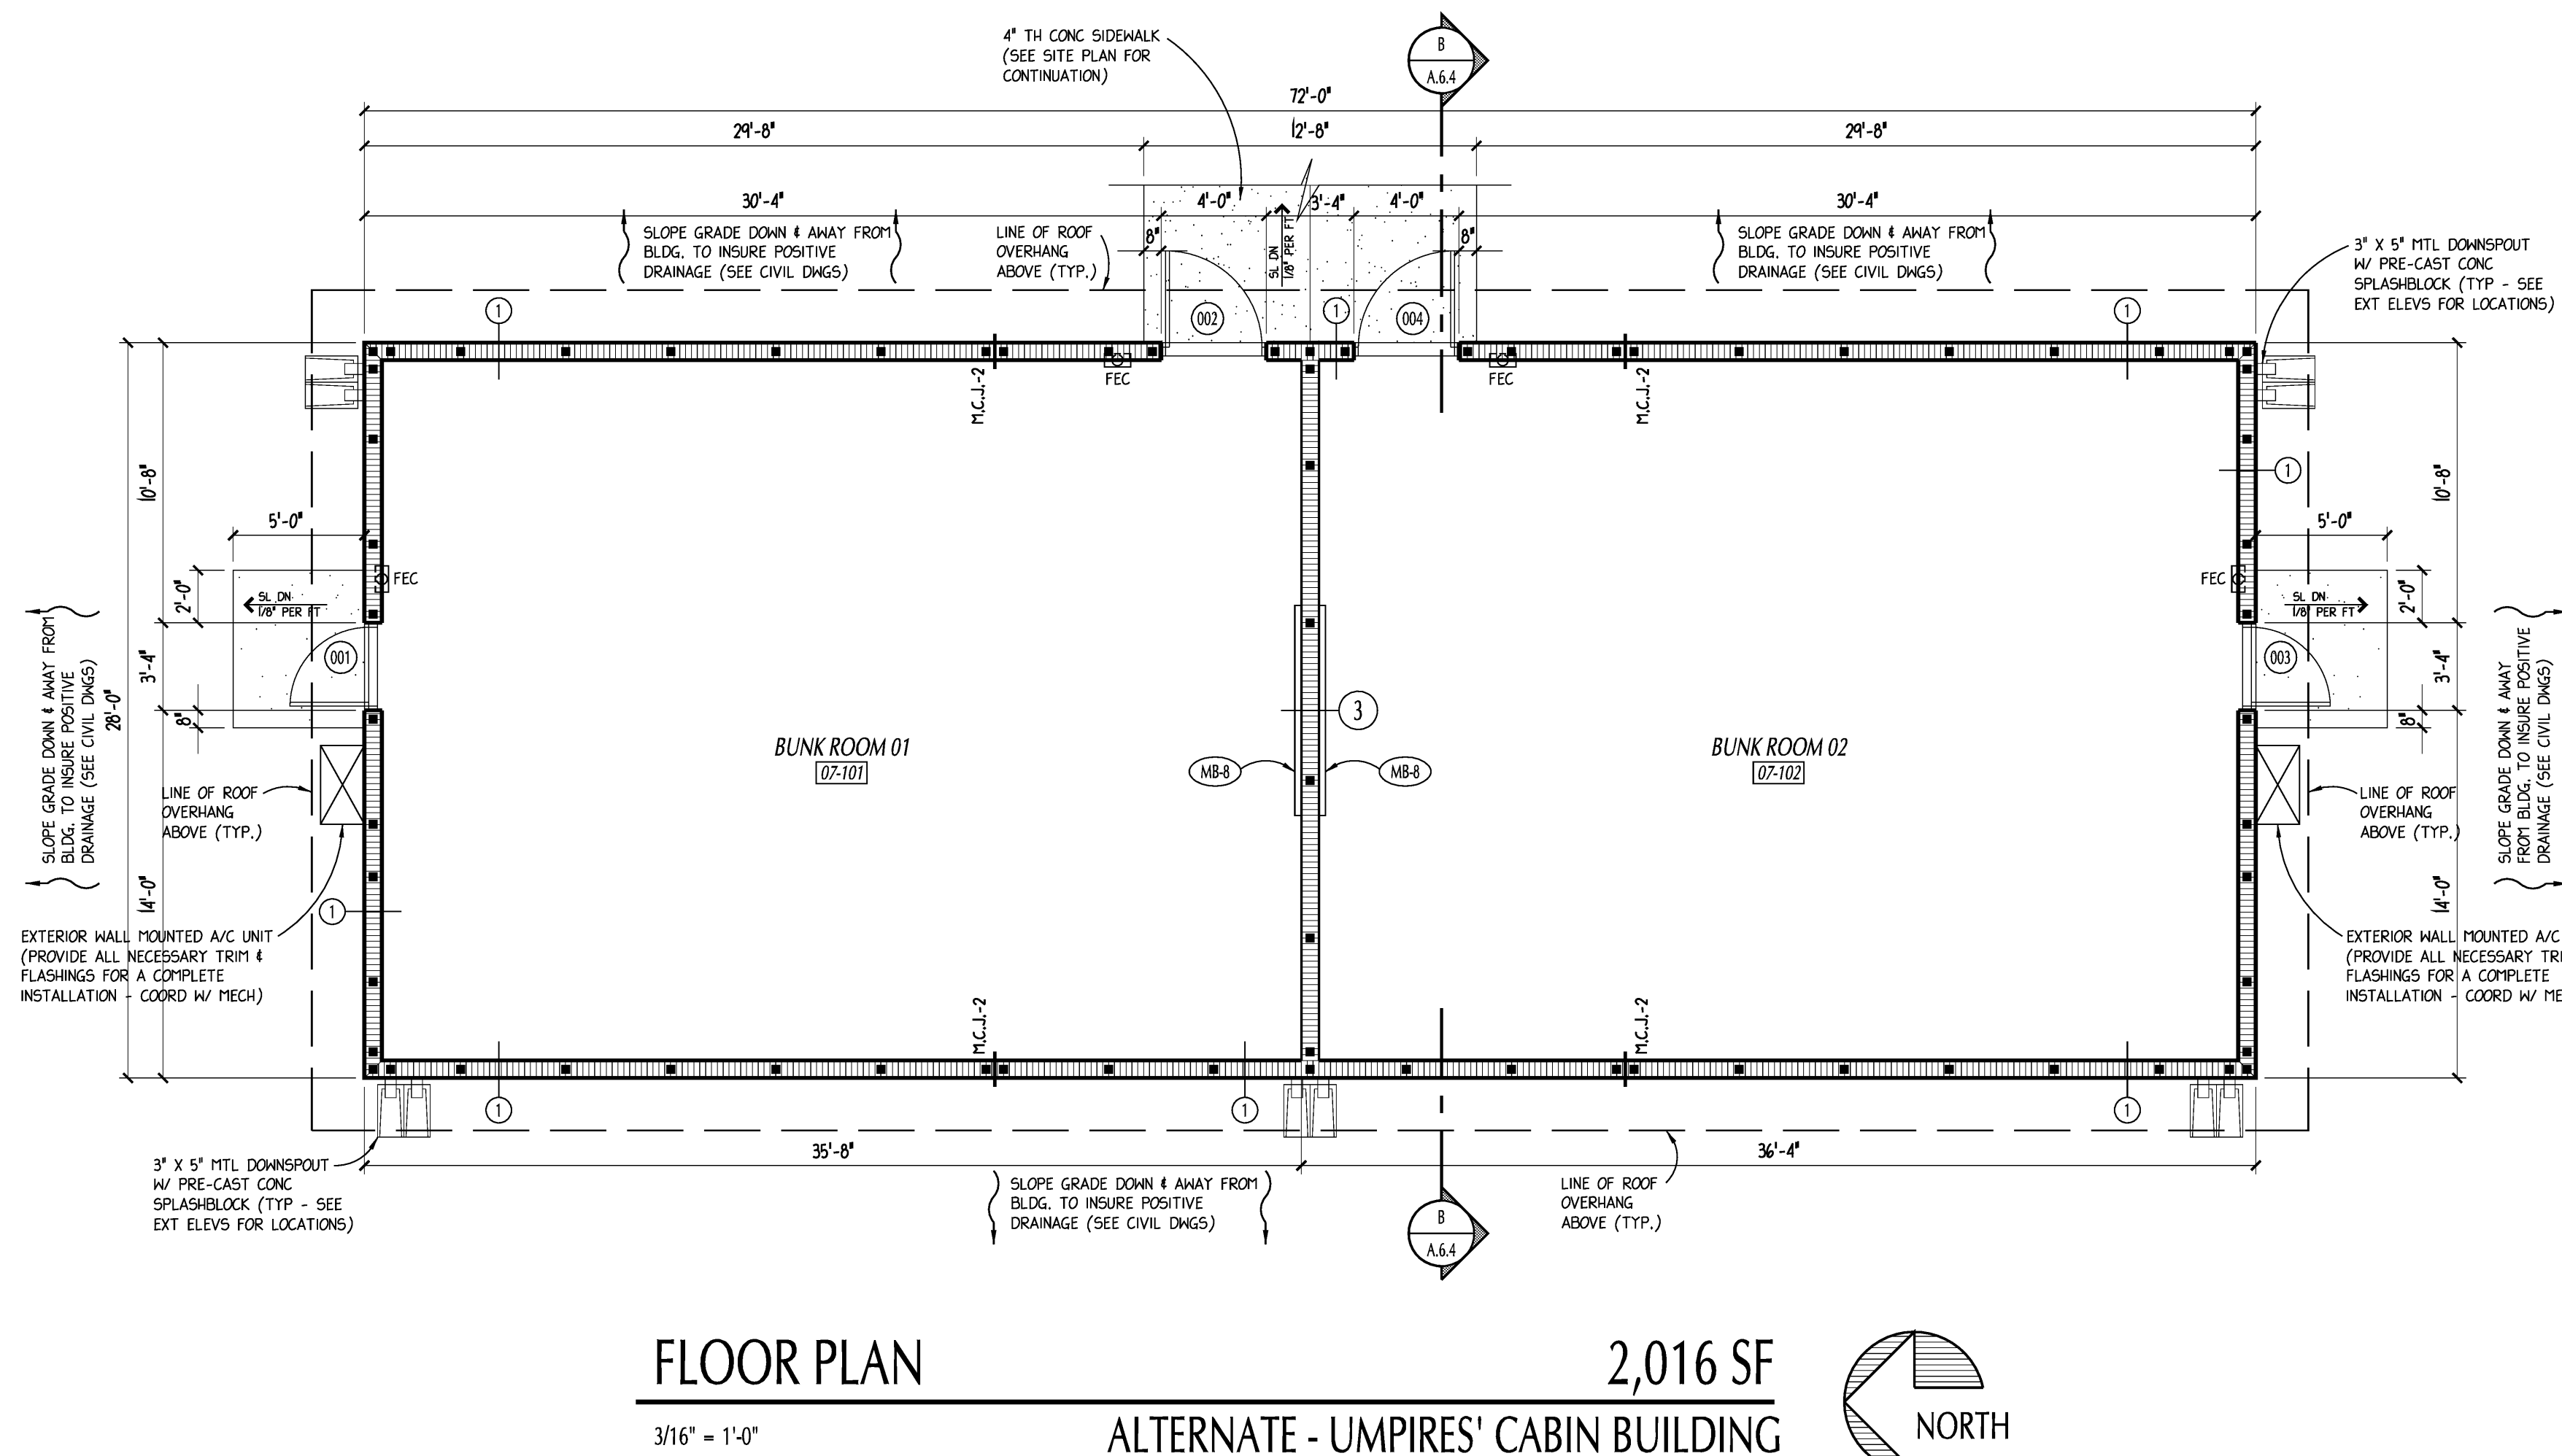 4" TH CONC SIDEWALK
(SEE SITE PLAN FOR
CONTINUATION)
B
A.6.4
72'-0"
29'-8"
12'-8"
29'-8"
30'-4"
4'-0"
3'-4"
4'-0"
30'-4"
SLOPE GRADE DOWN & AWAY FROM
BLDG. TO INSURE POSITIVE
DRAINAGE (SEE CIVIL DWGS)
LINE OF ROOF
OVERHANG
ABOVE (TYP.)
8"
SL DN
1/8" PER FT
8"
SLOPE GRADE DOWN & AWAY FROM
BLDG. TO INSURE POSITIVE
DRAINAGE (SEE CIVIL DWGS)
3" X 5" MTL DOWNSPOUT
W/ PRE-CAST CONC
SPLASHBLOCK (TYP - SEE
EXT ELEVS FOR LOCATIONS)
1
002
1
004
1
M.C.J.-2
FEC
FEC
M.C.J.-2
10'-8"
1
10'-8"
5'-0"
5'-0"
2'-0"
SL DN
1/8" PER FT
FEC
FEC
SL DN
1/8" PER FT
2'-0"
SLOPE GRADE DOWN & AWAY FROM
BLDG. TO INSURE POSITIVE
DRAINAGE (SEE CIVIL DWGS)
28'-0"
3'-4"
8"
001
003
3'-4"
8"
SLOPE GRADE DOWN & AWAY
FROM BLDG. TO INSURE POSITIVE
DRAINAGE (SEE CIVIL DWGS)
3
BUNK ROOM 01
07-101
MB-8
MB-8
BUNK ROOM 02
07-102
LINE OF ROOF
OVERHANG
ABOVE (TYP.)
LINE OF ROOF
OVERHANG
ABOVE (TYP.)
14'-0"
1
14'-0"
EXTERIOR WALL MOUNTED A/C UNIT
(PROVIDE ALL NECESSARY TRIM &
FLASHINGS FOR A COMPLETE
INSTALLATION - COORD W/ MECH)
EXTERIOR WALL MOUNTED A/C
(PROVIDE ALL NECESSARY TRI
FLASHINGS FOR A COMPLETE
INSTALLATION - COORD W/ ME
M.C.J.-2
M.C.J.-2
1
1
1
35'-8"
36'-4"
3" X 5" MTL DOWNSPOUT
W/ PRE-CAST CONC
SPLASHBLOCK (TYP - SEE
EXT ELEVS FOR LOCATIONS)
SLOPE GRADE DOWN & AWAY FROM
BLDG. TO INSURE POSITIVE
DRAINAGE (SEE CIVIL DWGS)
B
A.6.4
LINE OF ROOF
OVERHANG
ABOVE (TYP.)
FLOOR PLAN
2,016 SF
3/16" = 1'-0"
ALTERNATE - UMPIRES' CABIN BUILDING
NORTH